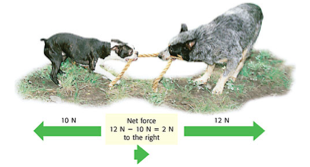 10 N
Net force
12 N − 10 N = 2 N
to the right
12 N